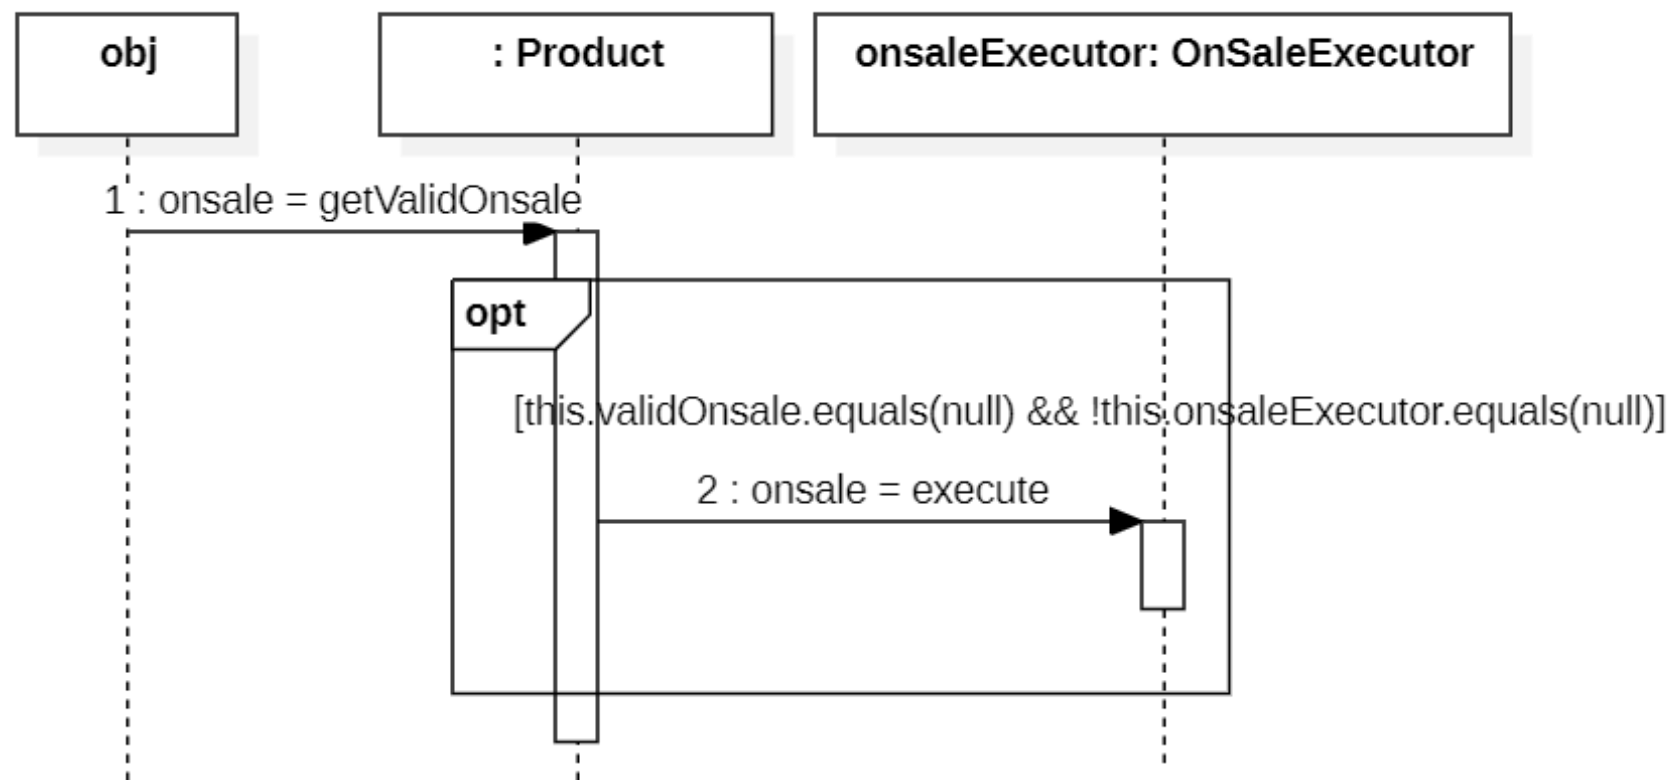 obj
: Product
onsaleExecutor: OnSaleExecutor
1 : onsale = getValidOnsale
opt
[this.validOnsale.equals(null) && !this.onsaleExecutor.equals(null)]
2 : onsale = execute